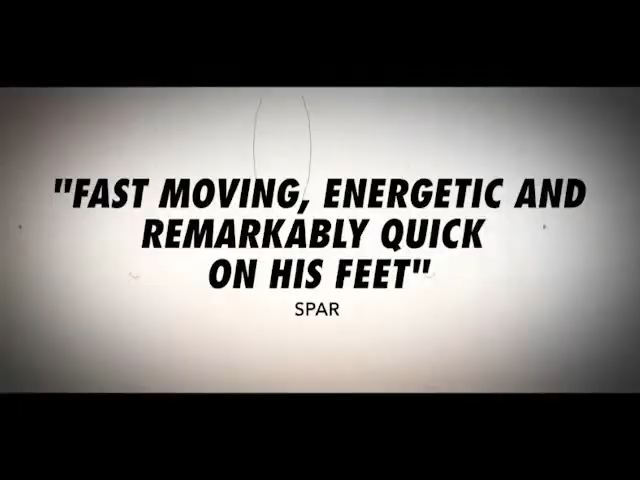 "FAST MOVING, ENERGETIC AND
REMARKABLY QUICK
ON HIS FEET"
SPAR